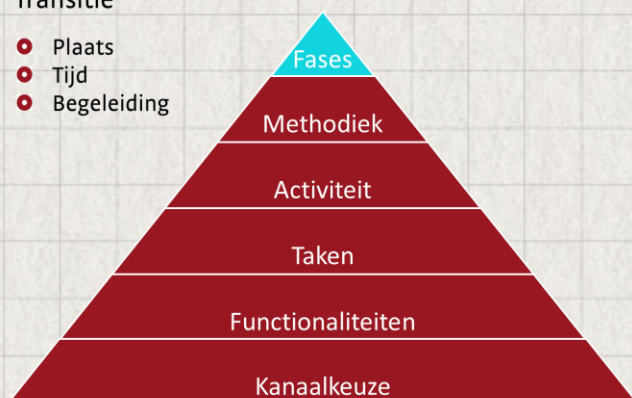 Transitie
Plaats
Tijd
Begeleiding
Fases
Methodiek
Activiteit
Taken
Functionaliteiten
Kanaalkeuze